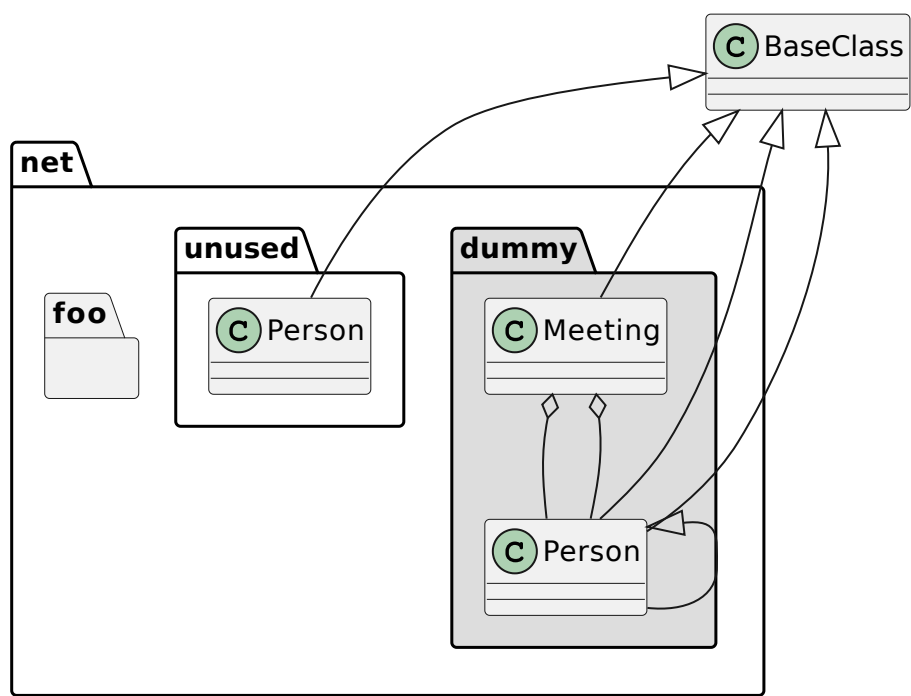 C BaseClass
net
unused
dummy
foo
C Person
C Meeting
C Person